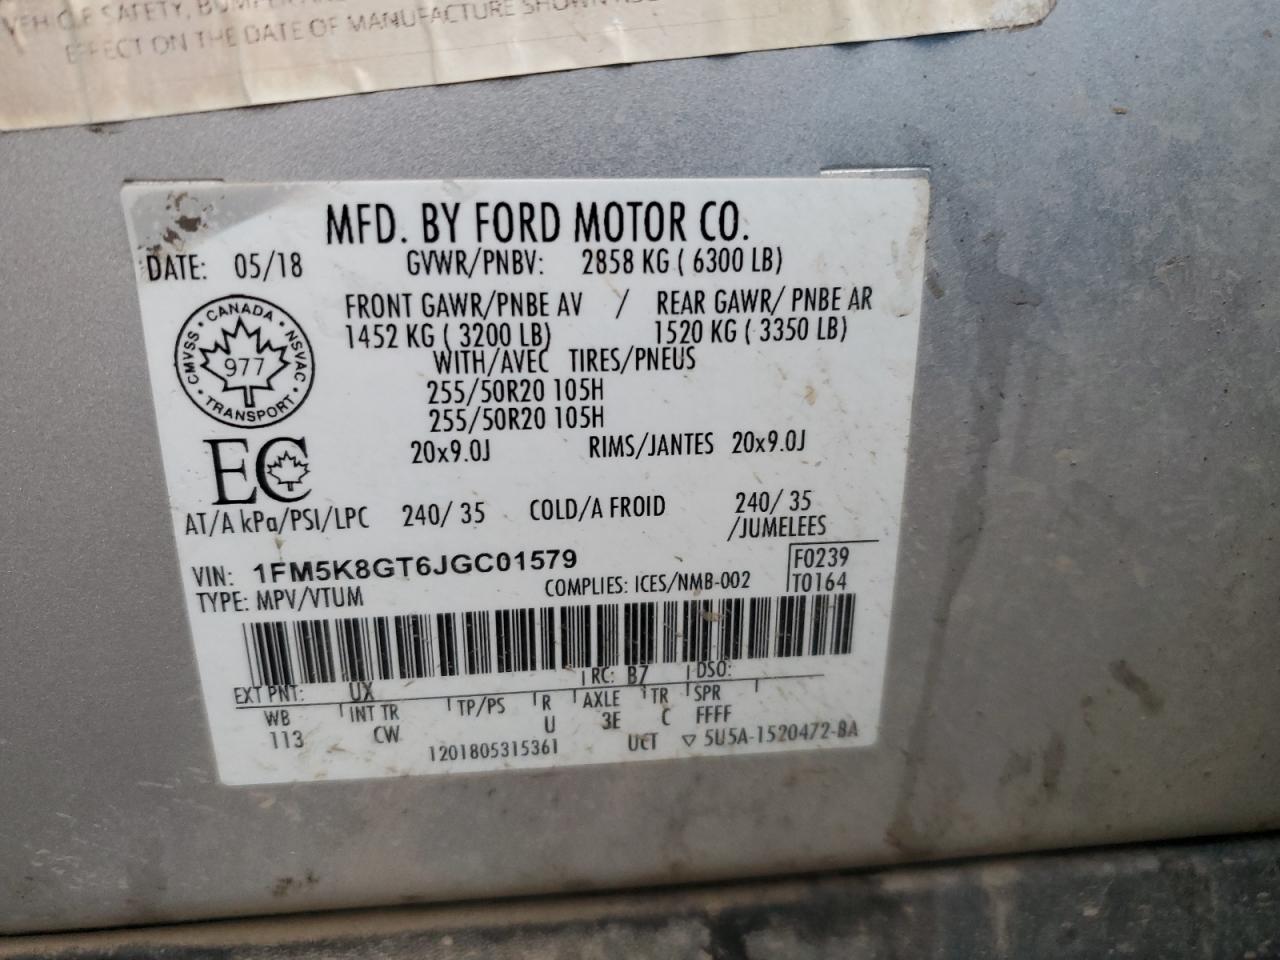 VEHICLE SAFETY, BUMPER
EFFECT ON THE DATE OF MANUFACTURE SHOWN
MFD. BY FORD MOTOR CO.
DATE: 05/18 GVWR/PNBV: 2858 KG ( 6300 LB)
FRONT GAWR/PNBE AV / REAR GAWR/ PNBE AR
1452 KG ( 3200 LB) 1520 KG ( 3350 LB)
WITH/AVEC TIRES/PNEUS
255/50R20 105H
255/50R20 105H
20x9.0J RIMS/JANTES 20x9.0J
CANADA
CMVSS 977 NSVAC
TRANSPORT
EC
AT/A kPa/PSI/LPC 240/ 35 COLD/A FROID 240/ 35
/JUMELEES
VIN: 1FM5K8GT6JGC01579 F0239
TYPE: MPV/VTUM COMPLIES: ICES/NMB-002 T0164
EXT PNT: UX RC: B7 DSO:
WB INT TR TP/PS R AXLE TR SPR
113 CW U 3E C FFFF
1201805315361 UCT ▽ 5U5A-1520472-BA